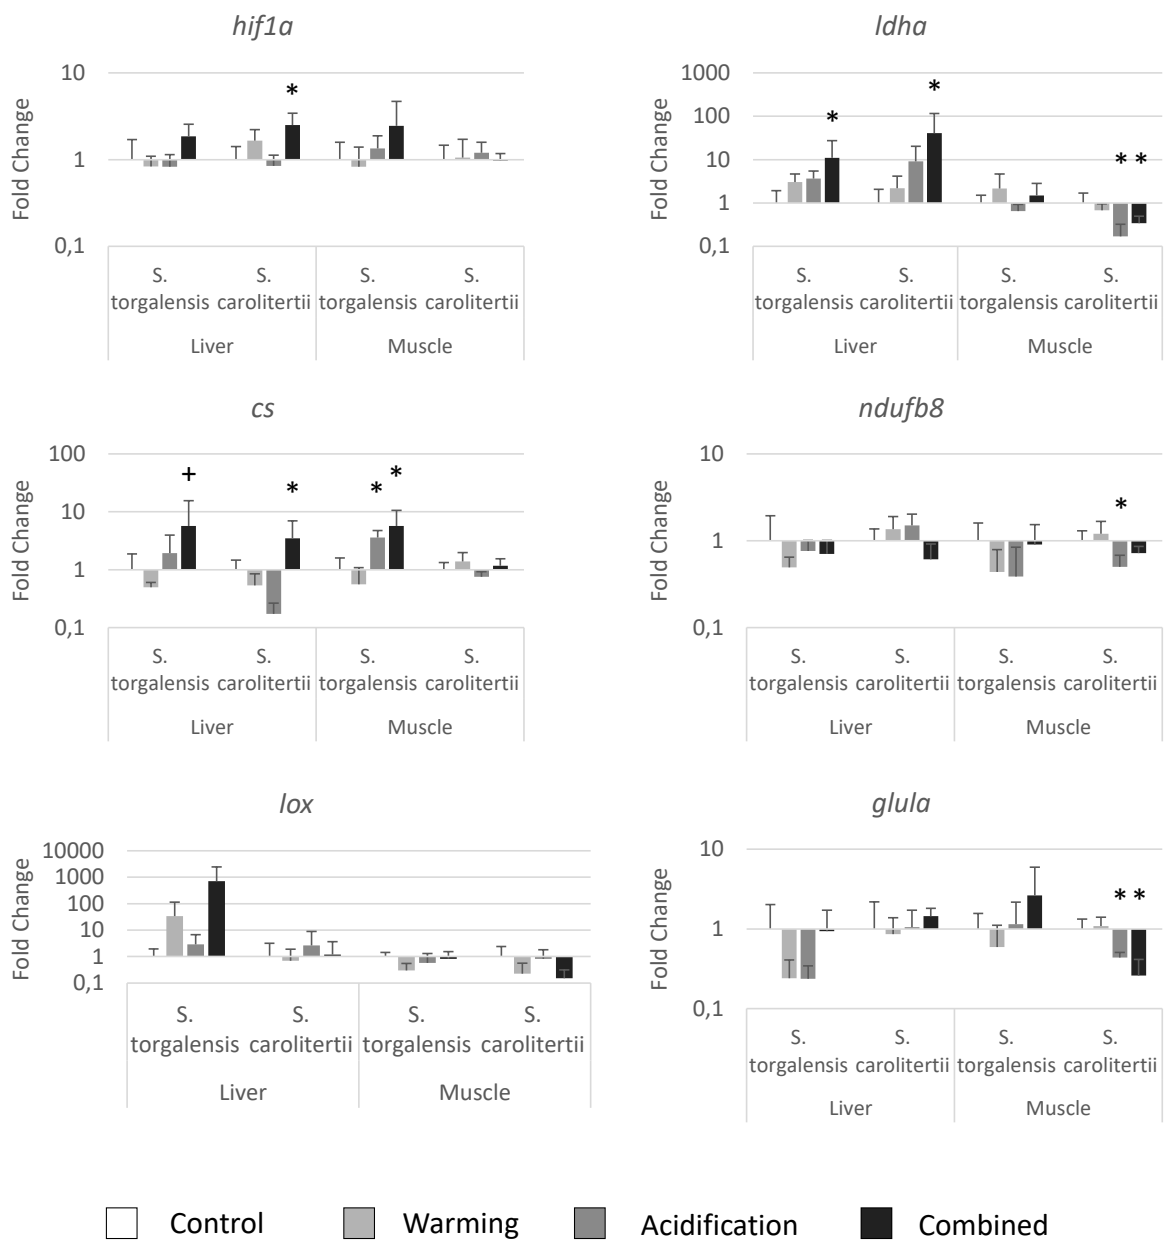 hif1a
10
1
0,1
Fold Change
*
S.
torgalensis
S.
carolitertii
S.
torgalensis
S.
carolitertii
Liver
Muscle
ldha
1000
100
10
1
0,1
Fold Change
*
*
* *
S.
torgalensis
S.
carolitertii
S.
torgalensis
S.
carolitertii
Liver
Muscle
cs
100
10
1
0,1
Fold Change
+
*
*
*
S.
torgalensis
S.
carolitertii
S.
torgalensis
S.
carolitertii
Liver
Muscle
ndufb8
10
1
0,1
Fold Change
*
S.
torgalensis
S.
carolitertii
S.
torgalensis
S.
carolitertii
Liver
Muscle
lox
10000
1000
100
10
1
0,1
Fold Change
S.
torgalensis
S.
carolitertii
S.
torgalensis
S.
carolitertii
Liver
Muscle
glula
10
1
0,1
Fold Change
* *
S.
torgalensis
S.
carolitertii
S.
torgalensis
S.
carolitertii
Liver
Muscle
Control Warming Acidification Combined